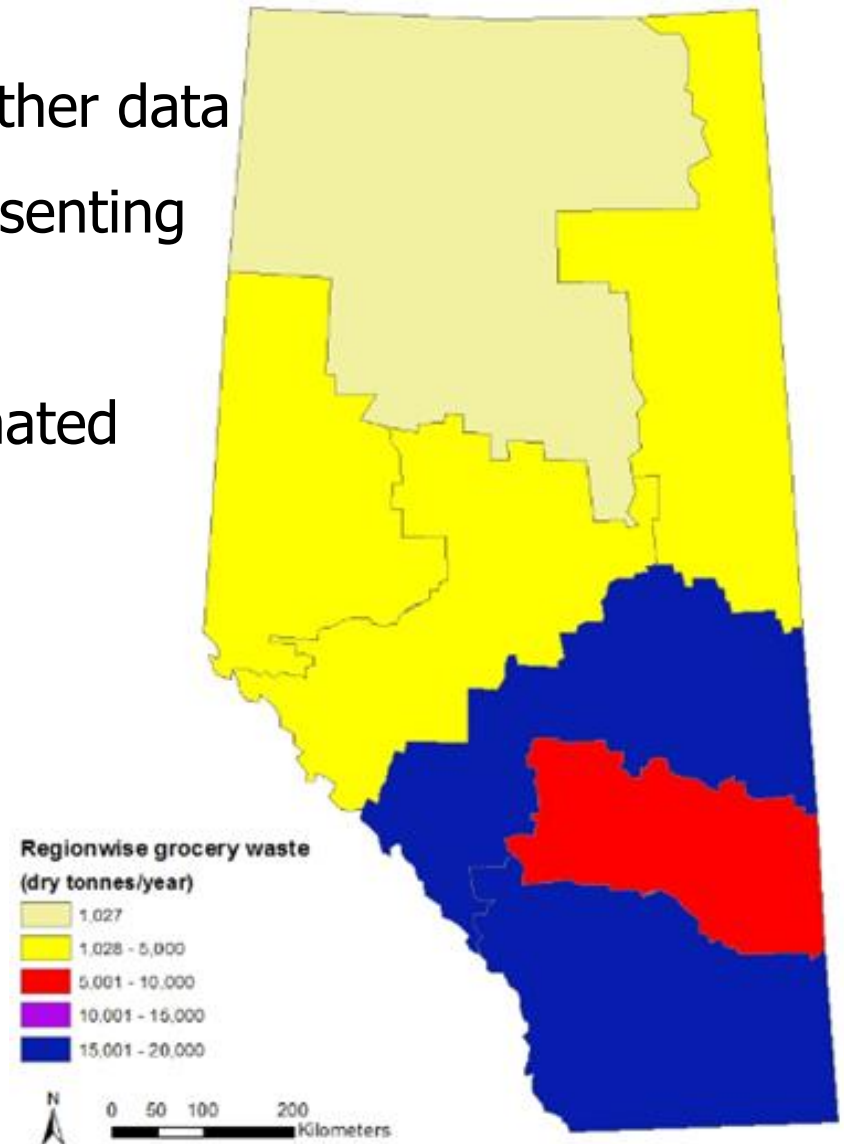 ther data
senting
nated
Regionwise grocery waste
(dry tonnes/year)
1,027
1,028 - 5,000
5,001 - 10,000
10,001 - 15,000
15,001 - 20,000
N
0 50 100 200
Kilometers